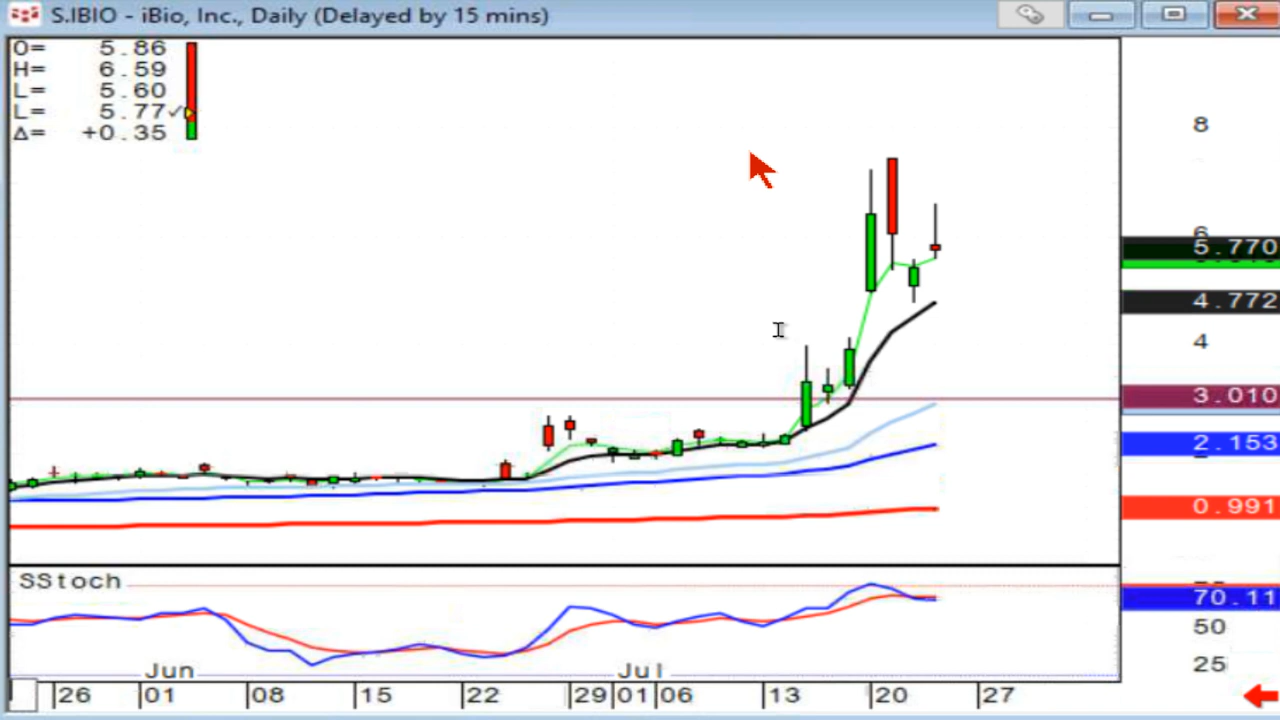 S.IBIO - iBio, Inc., Daily (Delayed by 15 mins)
O= 5.86
H= 6.59
L= 5.60
L= 5.77✓
Δ= +0.35
8
6
5.770
4.772
4
3.010
2.153
0.991
SStoch
70.11
50
25
Jun
Jul
26 01 08 15 22 29 01 06 13 20 27